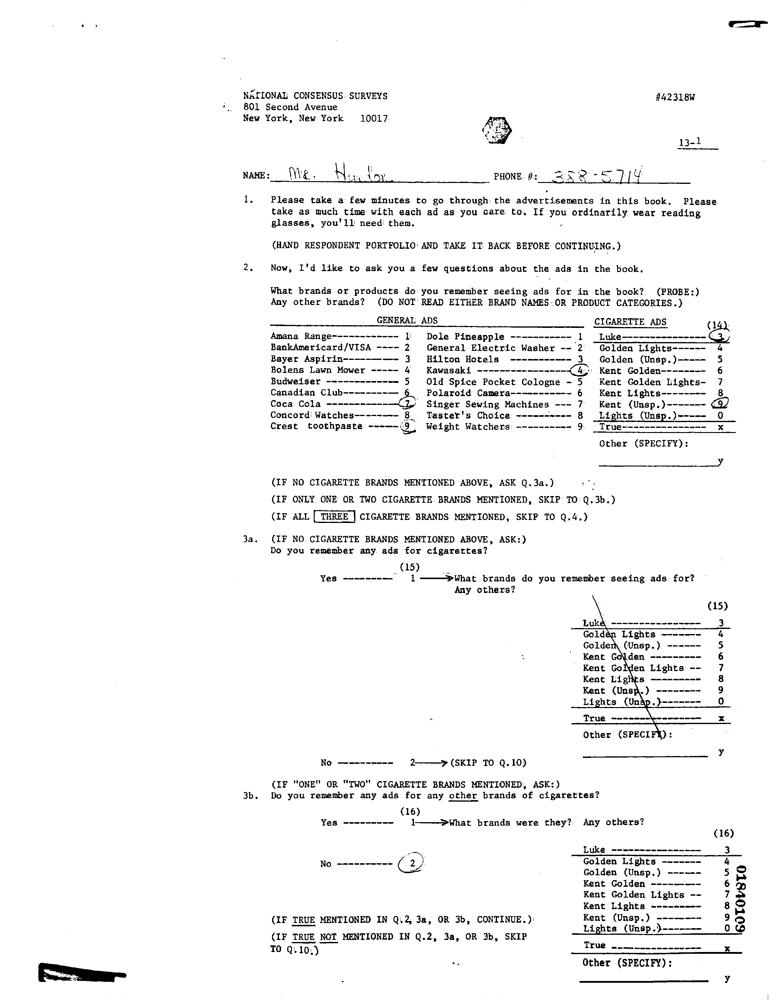 NATIONAL CONSENSUS SURVEYS #42318W
801 Second Avenue
New York, New York 10017
13-1
NAME: Mr. PHONE #: 358-5714
1. Please take a few minutes to go through the advertisements in this book. Please
take as much time with each ad as you care to. If you ordinarily wear reading
glasses, you'll need them.
(HAND RESPONDENT PORTFOLIO AND TAKE IT BACK BEFORE CONTINUING.)
2. Now, I'd like to ask you a few questions about the ads in the book.
What brands or products do you remember seeing ads for in the book? (PROBE:)
Any other brands? (DO NOT READ EITHER BRAND NAMES OR PRODUCT CATEGORIES.)
GENERAL ADS CIGARETTE ADS (14)
Amana Range------------ 1 Dole Pineapple ----------- 1 Luke---------------- 3
BankAmericard/VISA ---- 2 General Electric Washer -- 2 Golden Lights------- 4
Bayer Aspirin---------- 3 Hilton Hotels ---------- 3 Golden (Unsp.)----- 5
Bolens Lawn Mower ----- 4 Kawasaki ----------------- 4 Kent Golden-------- 6
Budweiser ------------- 5 Old Spice Pocket Cologne - 5 Kent Golden Lights- 7
Canadian Club---------- 6 Polaroid Camera----------- 6 Kent Lights-------- 8
Coca Cola ------------- 7 Singer Sewing Machines --- 7 Kent (Unsp.)------- 9
Concord Watches-------- 8 Taster's Choice ---------- 8 Lights (Unsp.)----- 0
Crest toothpaste ------ 9 Weight Watchers ---------- 9 True--------------- x
Other (SPECIFY):
y
(IF NO CIGARETTE BRANDS MENTIONED ABOVE, ASK Q.3a.)
(IF ONLY ONE OR TWO CIGARETTE BRANDS MENTIONED, SKIP TO Q.3b.)
(IF ALL THREE CIGARETTE BRANDS MENTIONED, SKIP TO Q.4.)
3a. (IF NO CIGARETTE BRANDS MENTIONED ABOVE, ASK:)
Do you remember any ads for cigarettes?
(15)
Yes --------- 1 → What brands do you remember seeing ads for?
Any others?
(15)
Luke ---------------- 3
Golden Lights ------- 4
Golden (Unsp.) ------ 5
Kent Golden --------- 6
Kent Golden Lights -- 7
Kent Lights --------- 8
Kent (Unsp.) -------- 9
Lights (Unsp.)------- 0
True ---------------- x
Other (SPECIFY):
y
No ---------- 2 → (SKIP TO Q.10)
(IF "ONE" OR "TWO" CIGARETTE BRANDS MENTIONED, ASK:)
3b. Do you remember any ads for any other brands of cigarettes?
(16)
Yes --------- 1 → What brands were they? Any others?
(16)
Luke ---------------- 3
No ---------- 2 Golden Lights ------- 4
Golden (Unsp.) ------ 5
Kent Golden --------- 6
Kent Golden Lights -- 7
Kent Lights --------- 8
(IF TRUE MENTIONED IN Q.2, 3a, OR 3b, CONTINUE.) Kent (Unsp.) -------- 9
Lights (Unsp.)------- 0
(IF TRUE NOT MENTIONED IN Q.2, 3a, OR 3b, SKIP
TO Q.10.) True ---------------- x
Other (SPECIFY):
y
01840109